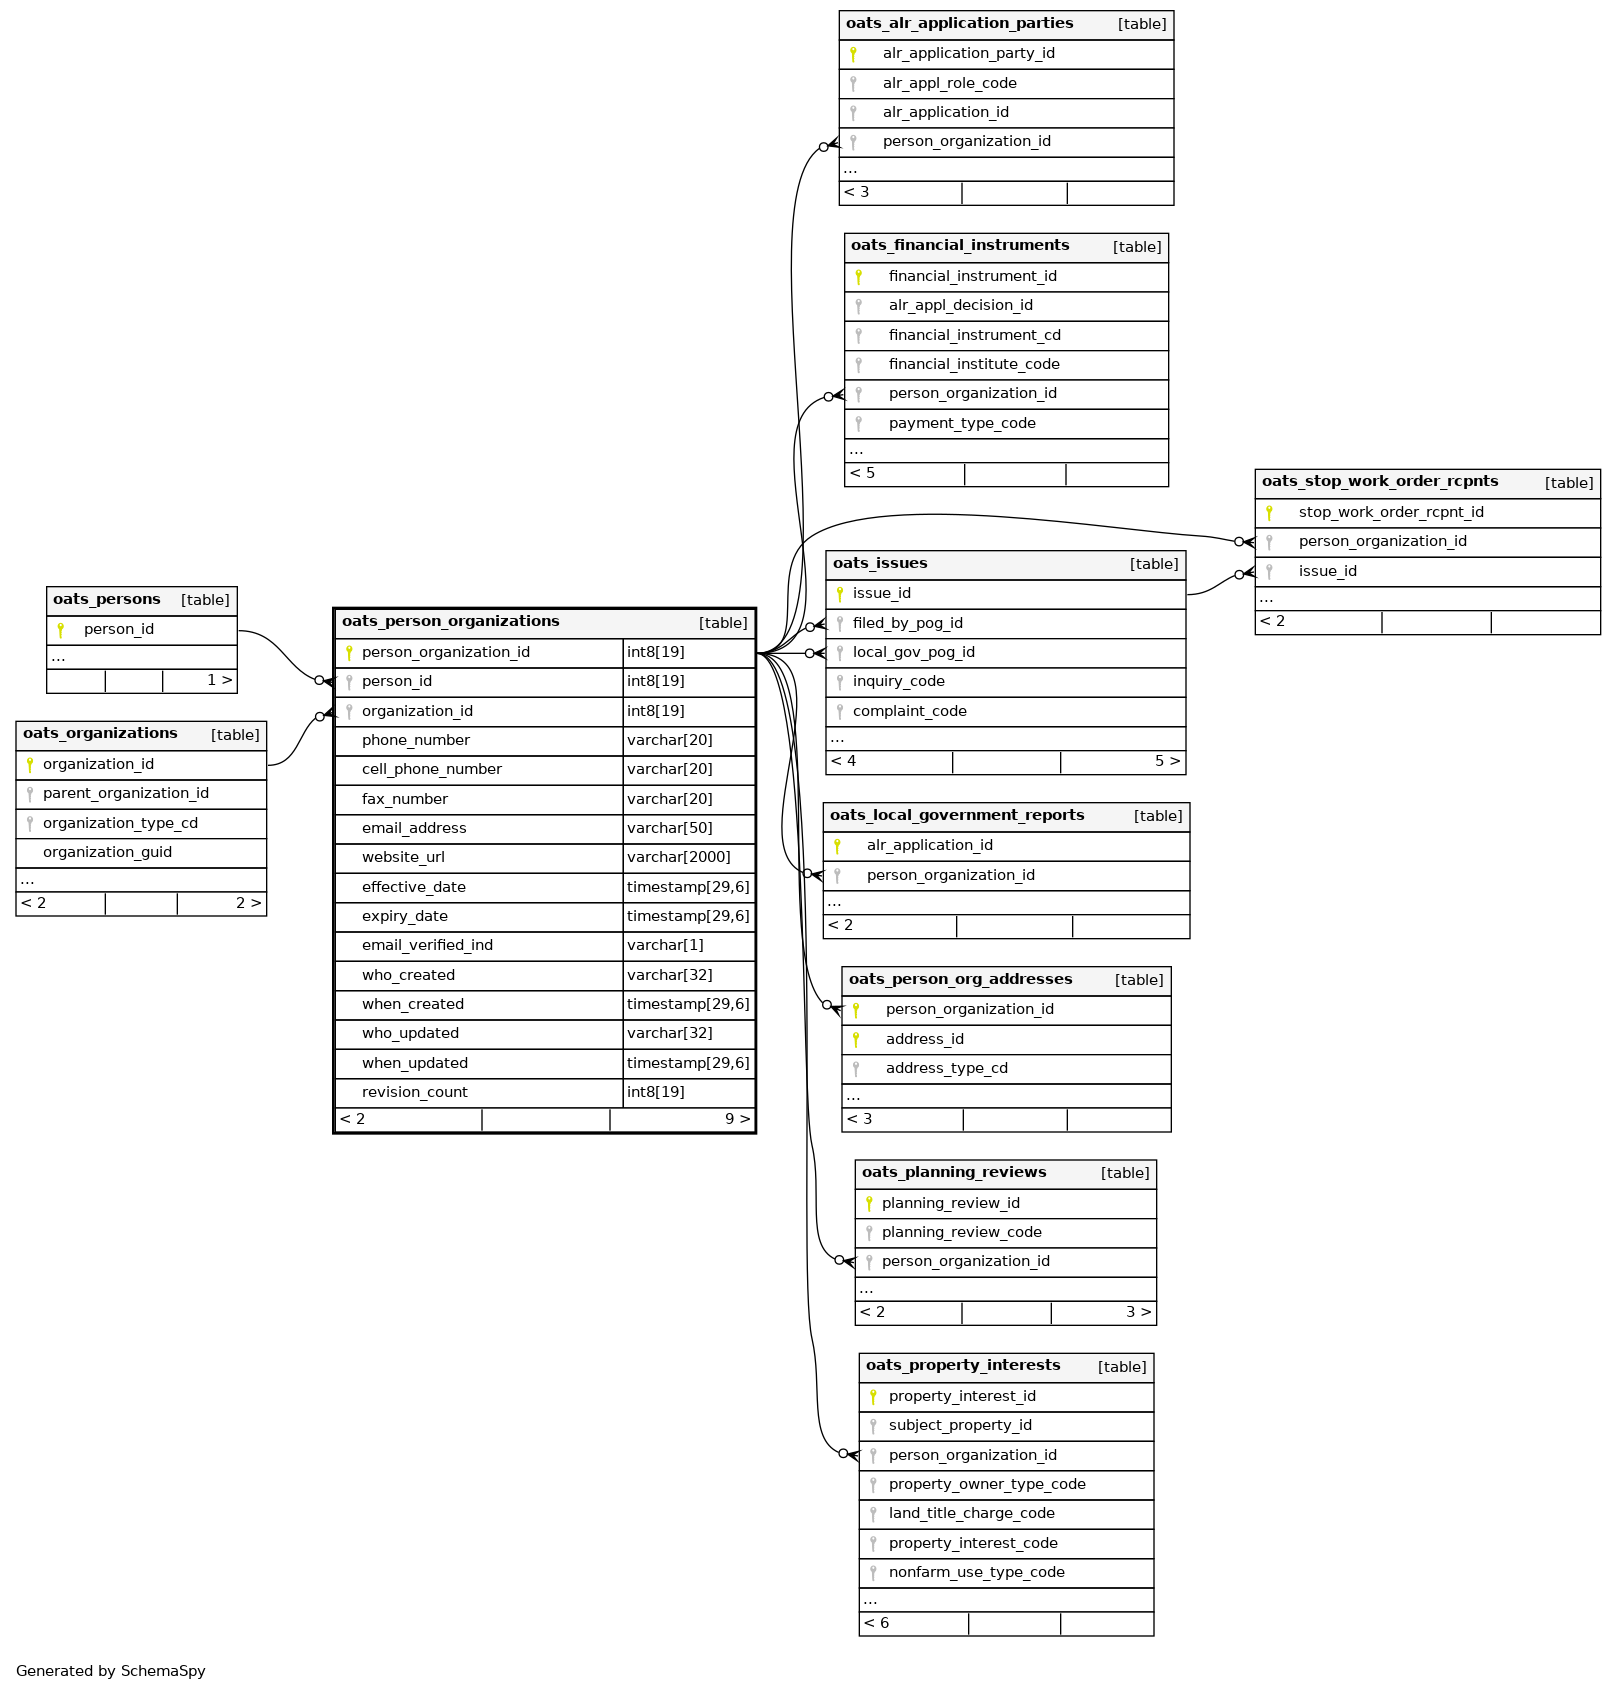 oats_alr_application_parties [table]
alr_application_party_id
alr_appl_role_code
alr_application_id
person_organization_id
...
< 3
oats_financial_instruments [table]
financial_instrument_id
alr_appl_decision_id
financial_instrument_cd
financial_institute_code
person_organization_id
payment_type_code
...
< 5
oats_stop_work_order_rcpnts [table]
stop_work_order_rcpnt_id
person_organization_id
issue_id
...
< 2
oats_issues [table]
issue_id
filed_by_pog_id
local_gov_pog_id
inquiry_code
complaint_code
...
< 4 5 >
oats_persons [table]
person_id
...
1 >
oats_organizations [table]
organization_id
parent_organization_id
organization_type_cd
organization_guid
...
< 2 2 >
oats_person_organizations [table]
person_organization_id int8[19]
person_id int8[19]
organization_id int8[19]
phone_number varchar[20]
cell_phone_number varchar[20]
fax_number varchar[20]
email_address varchar[50]
website_url varchar[2000]
effective_date timestamp[29,6]
expiry_date timestamp[29,6]
email_verified_ind varchar[1]
who_created varchar[32]
when_created timestamp[29,6]
who_updated varchar[32]
when_updated timestamp[29,6]
revision_count int8[19]
< 2 9 >
oats_local_government_reports [table]
alr_application_id
person_organization_id
...
< 2
oats_person_org_addresses [table]
person_organization_id
address_id
address_type_cd
...
< 3
oats_planning_reviews [table]
planning_review_id
planning_review_code
person_organization_id
...
< 2 3 >
oats_property_interests [table]
property_interest_id
subject_property_id
person_organization_id
property_owner_type_code
land_title_charge_code
property_interest_code
nonfarm_use_type_code
...
< 6
Generated by SchemaSpy